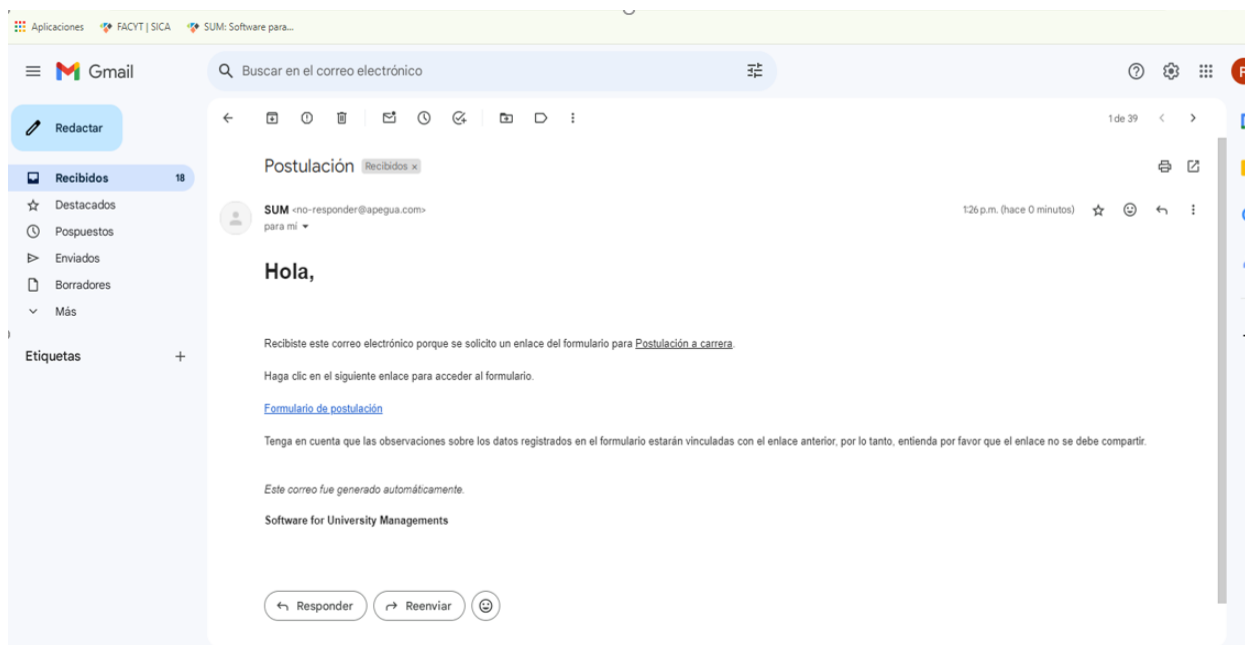 Aplicaciones FACYT | SICA SUM: Software para...
Gmail
Buscar en el correo electrónico
Redactar
1 de 39
Postulación Recibidos ×
Recibidos 18
Destacados
Pospuestos
Enviados
Borradores
Más
Etiquetas +
SUM <no-responder@apegua.com>
1:26 p.m. (hace 0 minutos)
para mí
Hola,
Recibiste este correo electrónico porque se solicito un enlace del formulario para Postulación a carrera.
Haga clic en el siguiente enlace para acceder al formulario.
Formulario de postulación
Tenga en cuenta que las observaciones sobre los datos registrados en el formulario estarán vinculadas con el enlace anterior, por lo tanto, entienda por favor que el enlace no se debe compartir.
Este correo fue generado automáticamente.
Software for University Managements
Responder Reenviar